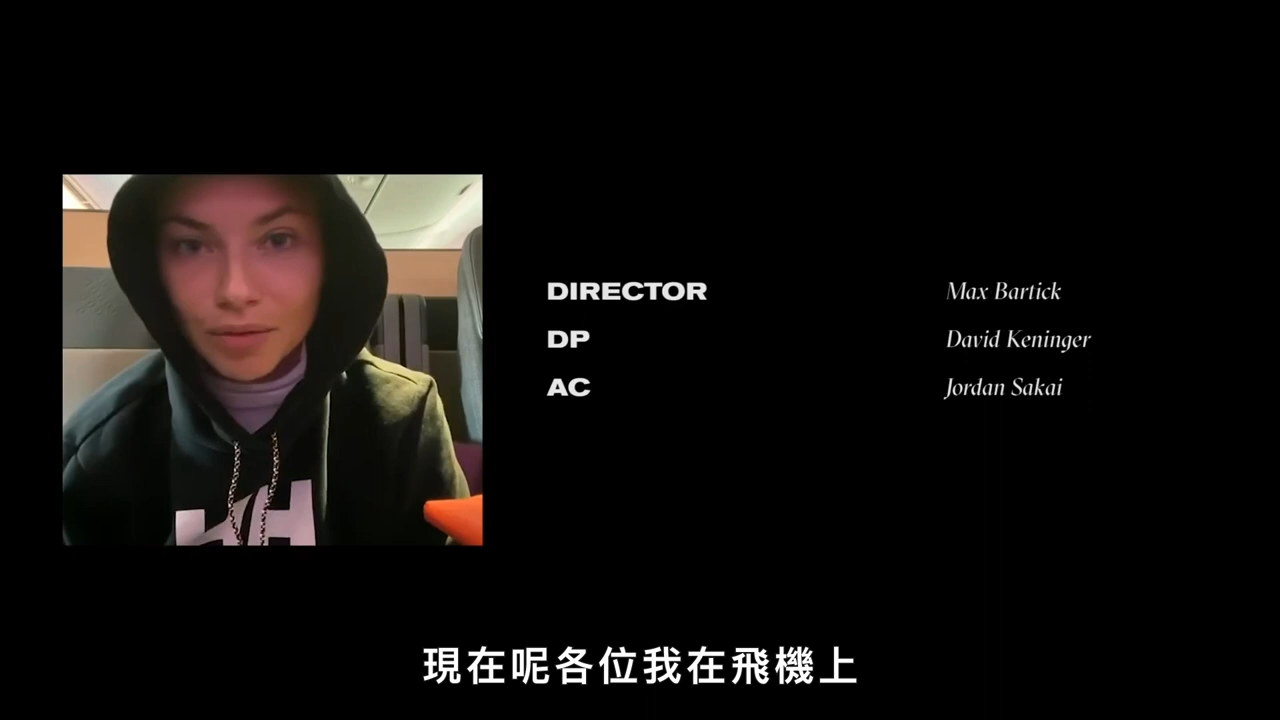 DIRECTOR Max Bartick
DP David Keninger
AC Jordan Sakai
HH
現在呢各位我在飛機上